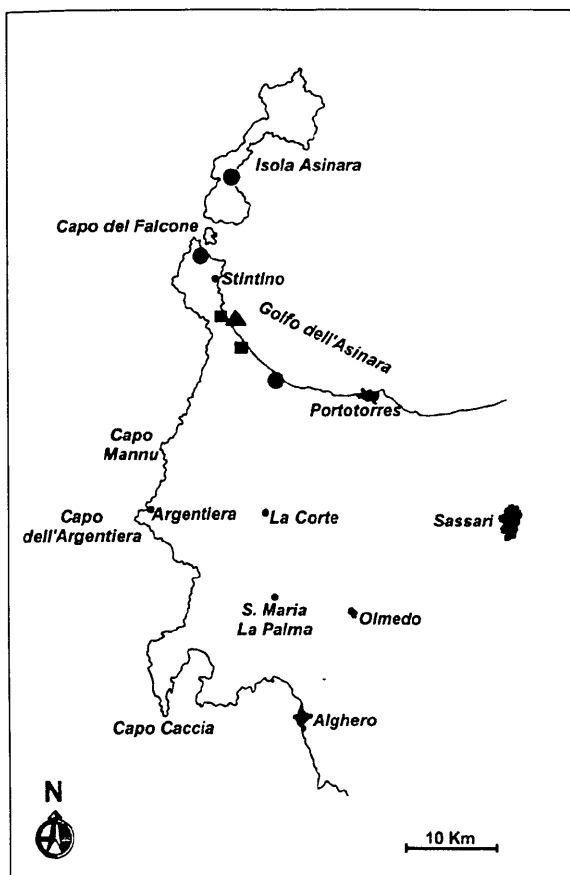 Isola Asinara
Capo del Falcone
Stintino
Golfo dell'Asinara
Portotorres
Capo
Mannu
Capo
dell'Argentiera
Argentiera
La Corte
Sassari
S. Maria
La Palma
Olmedo
Capo Caccia
Alghero
N
10 Km